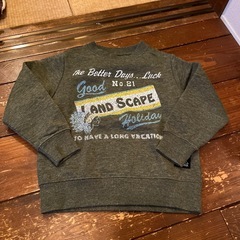 The Better Days.. Luck
Good No.21
LAND SCAPE
Holiday
TO HAVE A LONG VACATION